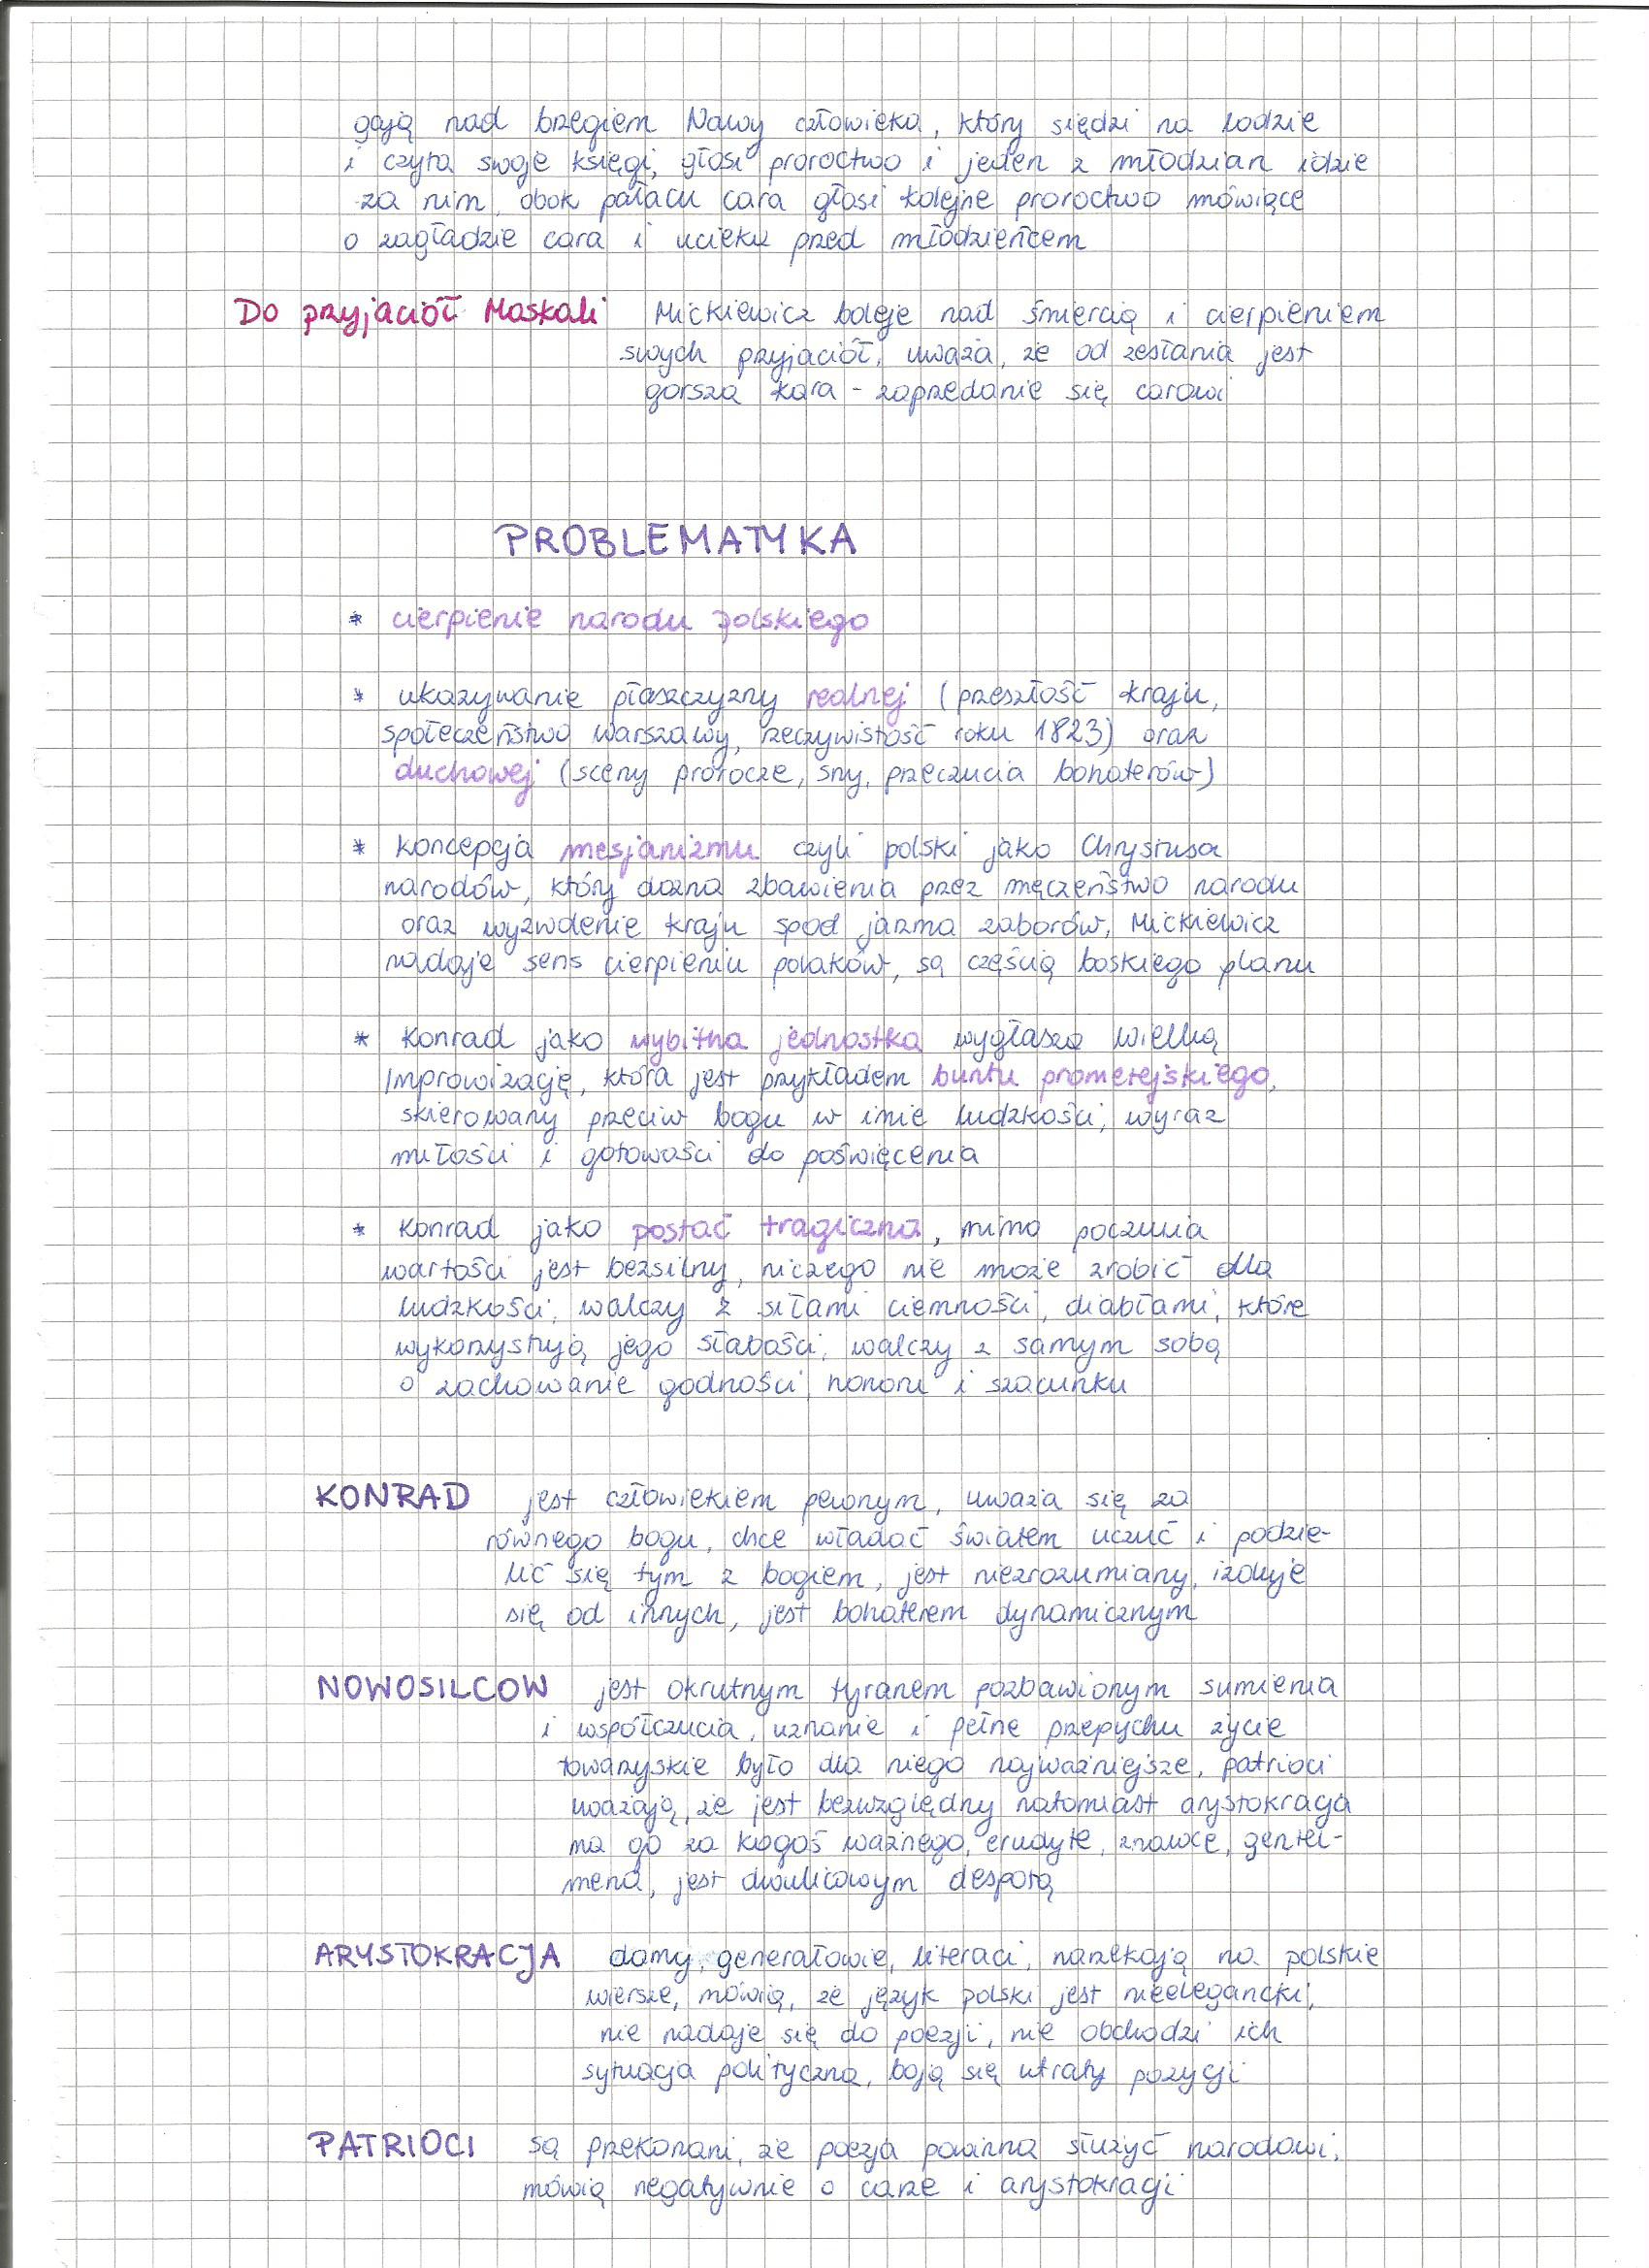 gają nad brzegiem Nawy człowieka, który siędzi na lodzie
i czyta swoje księgi, głosi proroctwo i jeden z młodzian idzie
za nim, obok pałacu cara głosi kolejne proroctwo mówiące
o zagładzie cara i ucieka przed młodzieńcem
Do przyjaciół Moskali Mickiewicz boleje nad śmiercią i cierpieniem
swych przyjaciół, uważa, że od zesłania jest
gorsza kara - zaprzedanie się carowi
PROBLEMATYKA
* cierpienie narodu polskiego
* ukazywanie płaszczyzny realnej (przeszłość kraju,
społeczeństwo warszawy, rzeczywistość roku 1823) oraz
duchowej (sceny prorocze, sny, przeczucia bohaterów)
* koncepcja mesjanizmu czyli polski jako Chrystusa
narodów, który dozna zbawienia przez męczeństwo narodu
oraz wyzwolenie kraju spod jarzma zaborów, Mickiewicz
nadaje sens cierpieniu polaków, są częścią boskiego planu
* Konrad jako wybitna jednostka wygłasza Wielką
Improwizację, która jest przykładem buntu prometejskiego,
skierowany przeciw bogu w imie ludzkości, wyraz
miłości i gotowości do poświęcenia
* Konrad jako postać tragiczna, mimo poczucia
wartości jest bezsilny, niczego nie może zrobić dla
ludzkości, walczy z siłami ciemności, diabłami, które
wykorzystują jego słabości, walczy z samym sobą
o zachowanie godności, honoru i szacunku
KONRAD jest człowiekiem pewnym, uważa się za
równego bogu, chce władać światem uczuć i podzie-
lić się tym z bogiem, jest niezrozumiany, izoluje
się od innych, jest bohaterem dynamicznym
NOWOSILCOW jest okrutnym tyranem pozbawionym sumienia
i współczucia, uznanie i pełne przepychu życie
towarzyskie było dla niego najważniejsze, patrioci
uważają, że jest bezwzględny natomiast arystokracja
ma go za kogoś ważnego, erudyte, znawce, gentel-
mena, jest dwulicowym despotą
ARYSTOKRACJA damy, generałowie, literaci, narzekają na polskie
wiersze, mówią, że język polski jest nieelegancki,
nie nadaje się do poezji, nie obchodzi ich
sytuacja polityczna, boją się utraty pozycji
PATRIOCI są przekonani, że poezja powinna służyć narodowi,
mówią negatywnie o carze i arystokracji